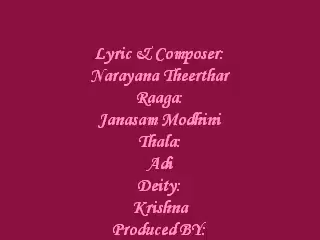 Lyric & Composer:
Narayana Theerthar
Raaga:
Janasam Modhini
Thala:
Adi
Deity:
Krishna
Produced BY: